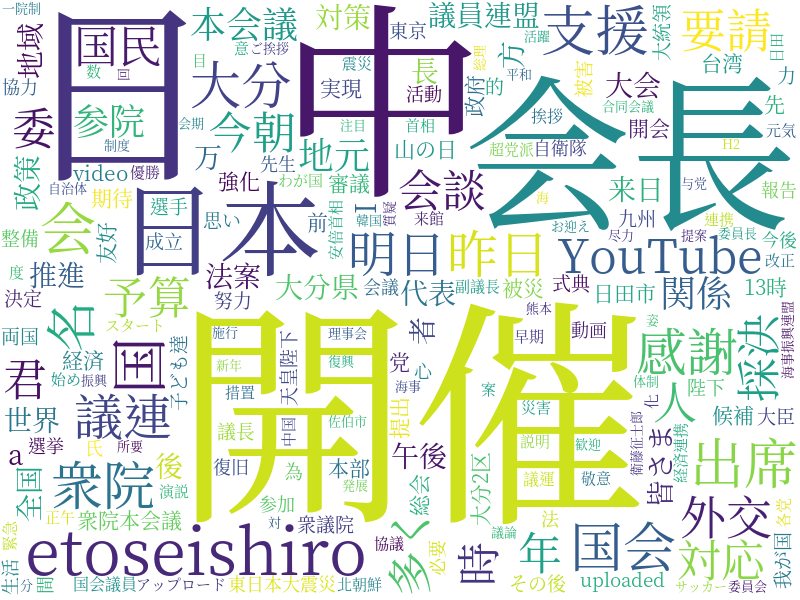 一院制
地域
協力
国民
数
回
参院
委
政策
video
優勝
自治体
制度
会期
目
意
ご挨拶
本会議
大分
今朝
万
地元
強化
わが国
先生
審議
日
中
震災
実現
対策
東京
活動
長
首相
注目
山の日
会談
議員連盟
政府
的
方
活躍
総理
平和
挨拶
超党派
自衛隊
合同会議
支援
大会
開会
被害
要請
大統領
台湾
力
先
日田
元気
H2
与党
報告
海
会長
来日
連携
お迎え
九州
尽力
提案
委員長
今後
改正
整備
会
友好
選手
成立
思い
前
日本
I
安倍首相
韓国
質疑
来館
明日
昨日
YouTube
度
決定
推進
法案
努力
大分県
会議
代表
副議長
被災
式典
日田市
関係
13時
両国
名
予算
スタート
国
経済
始め
振興
子ども達
君
世界
議連
施行
新年
措置
理事会
復興
天皇陛下
熊本
早期
動画
者
党
心
海事
開催
案
姿
体制
化
感謝
人
陛下
採決
海事振興連盟
候補
大臣
a
選挙
氏
所要
議長
中国
佐伯市
提出
災害
説明
歓迎
衛藤征士郎
経済連携
皆さま
出席
各党
全国
衆院
後
演説
復旧
為
本部
午後
総会
大分2区
議運
敬意
外交
緊急
正午
衆院本会議
参加
発展
対
衆議院
多く
必要
議論
法
生活
分
間
etoseishiro
協議
時
年
国会
対応
我が国
国会議員
アップロード
東日本大震災
北朝鮮
その後
uploaded
サッカー
委員会